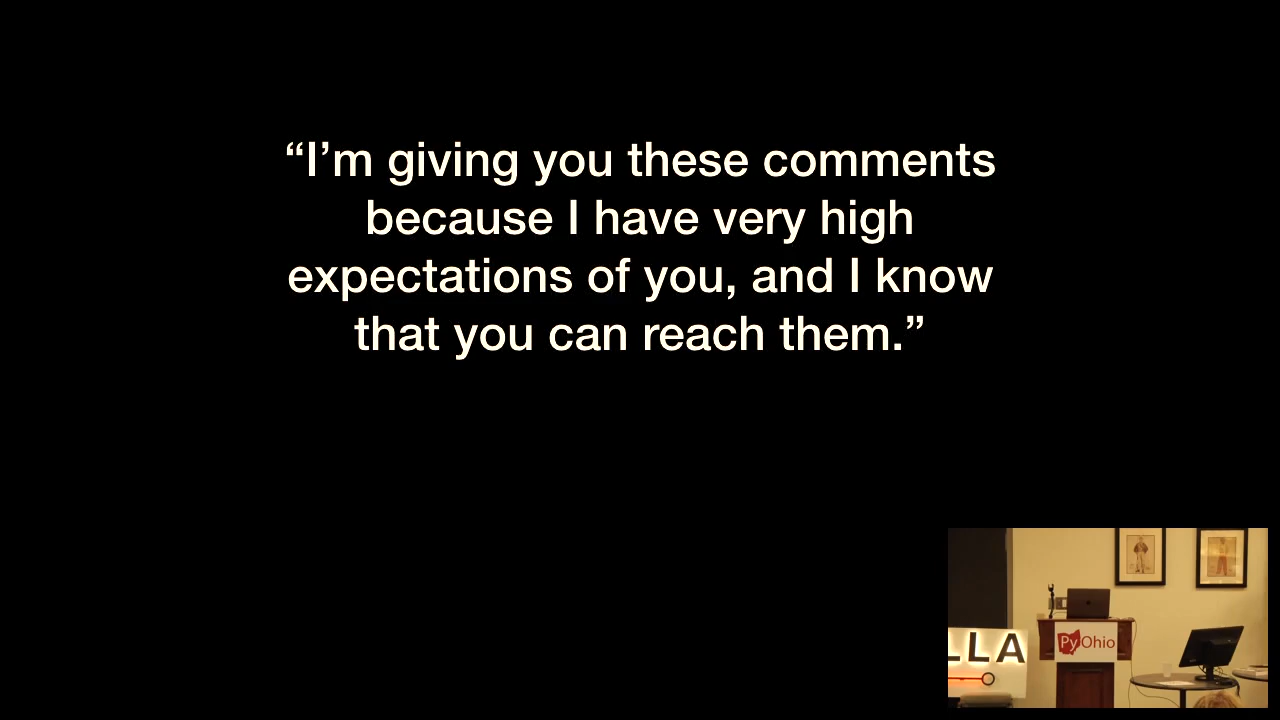 “I’m giving you these comments
because I have very high
expectations of you, and I know
that you can reach them.”
LLA
PyOhio